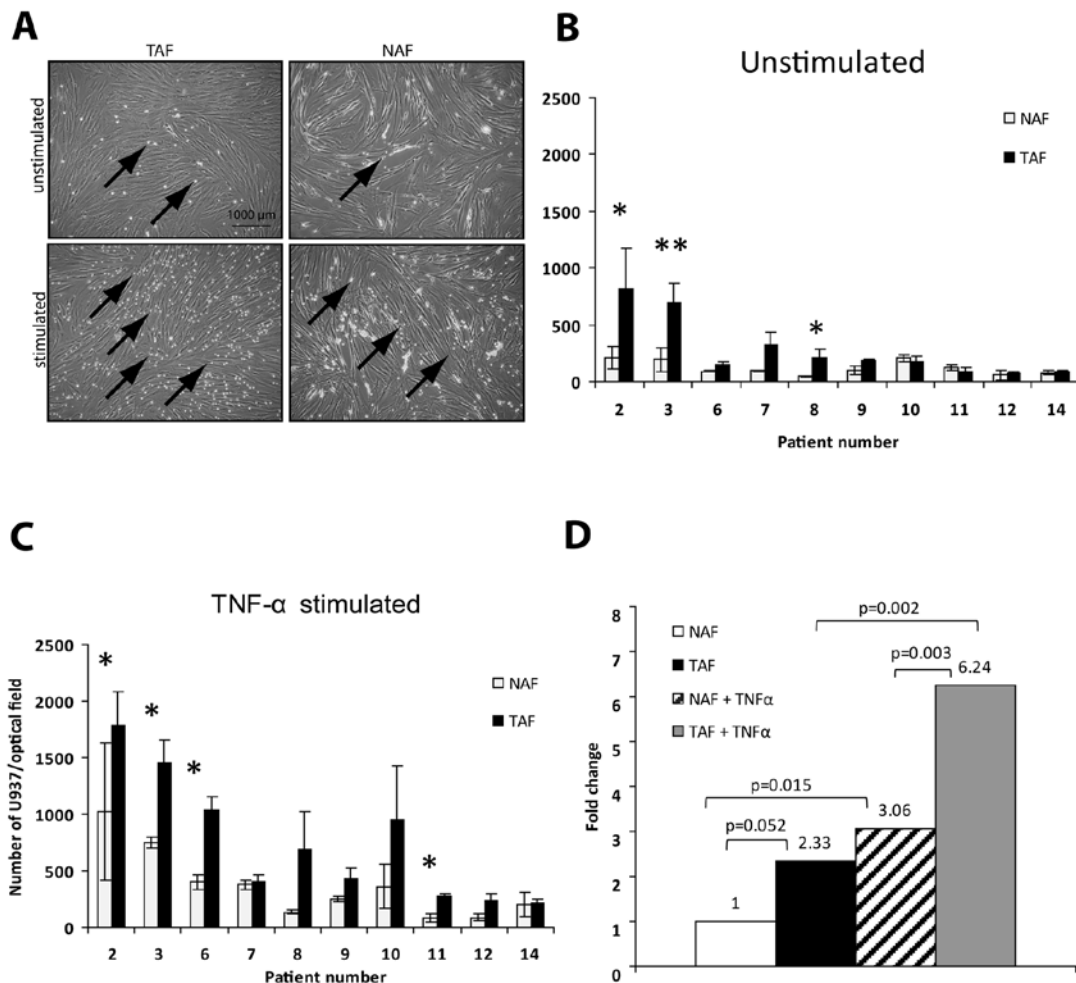 A
TAF NAF
unstimulated
1000 µm
stimulated
B
Unstimulated
2500
2000
1500
1000
500
0
NAF
TAF
*
**
*
2 3 6 7 8 9 10 11 12 14
Patient number
C
TNF-α stimulated
Number of U937/optical field
2500
2000
1500
1000
500
0
NAF
TAF
*
*
*
*
2 3 6 7 8 9 10 11 12 14
Patient number
D
Fold change
8
7
6
5
4
3
2
1
0
NAF
TAF
NAF + TNFα
TAF + TNFα
p=0.002
p=0.003
6.24
p=0.015
3.06
p=0.052
2.33
1